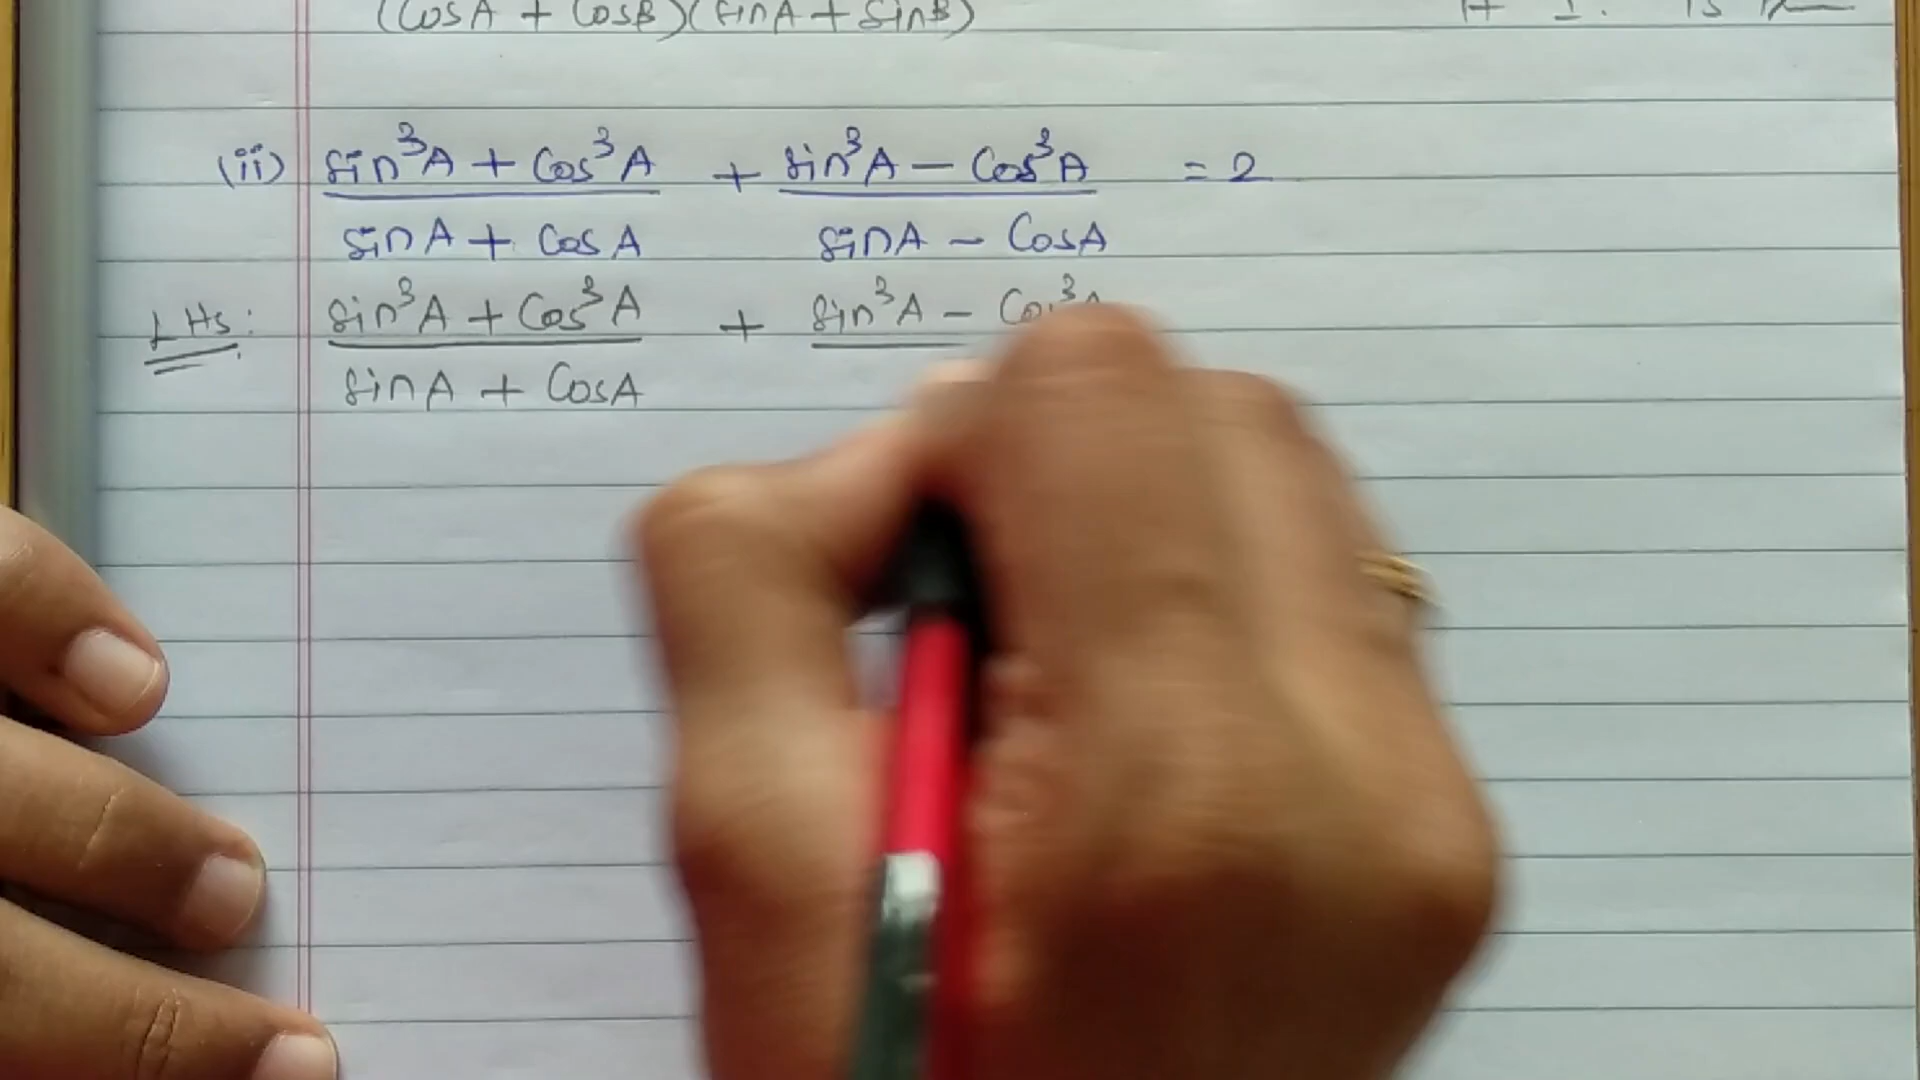 (CosA + CosB)(sinA + sinB)
(ii) sin³A + Cos³A + sin³A − Cos³A = 2
sinA + CosA sinA − CosA
LHS: sin³A + Cos³A + sin³A −
sinA + CosA